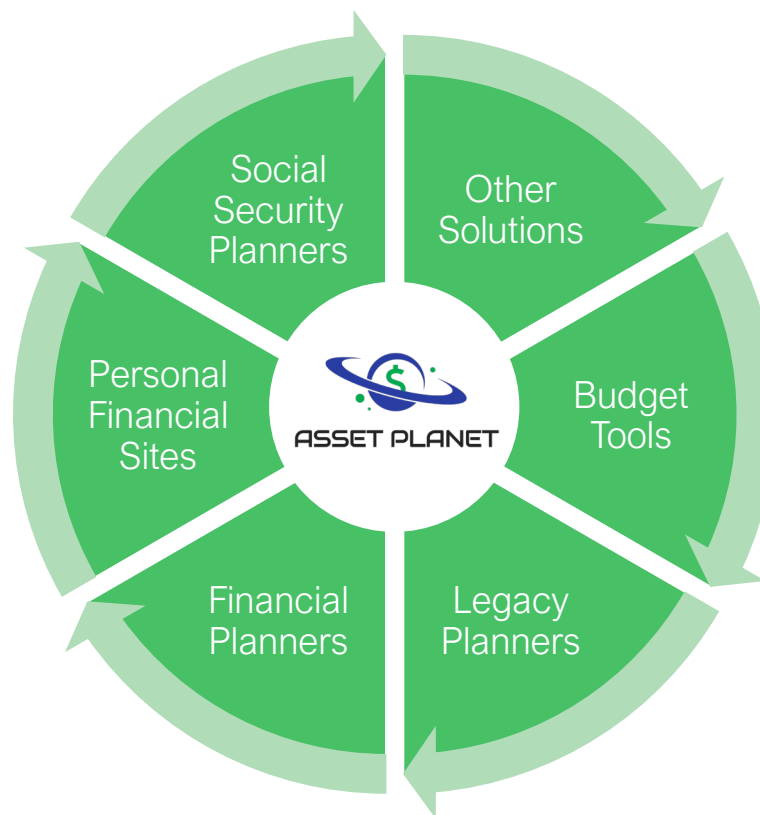 Social
Security
Planners
Other
Solutions
Personal
Financial
Sites
$
ASSET PLANET
Budget
Tools
Financial
Planners
Legacy
Planners